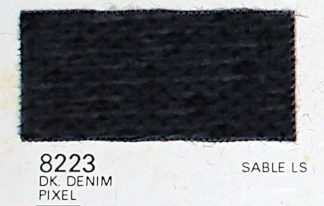 8223 SABLE LS
DK. DENIM
PIXEL